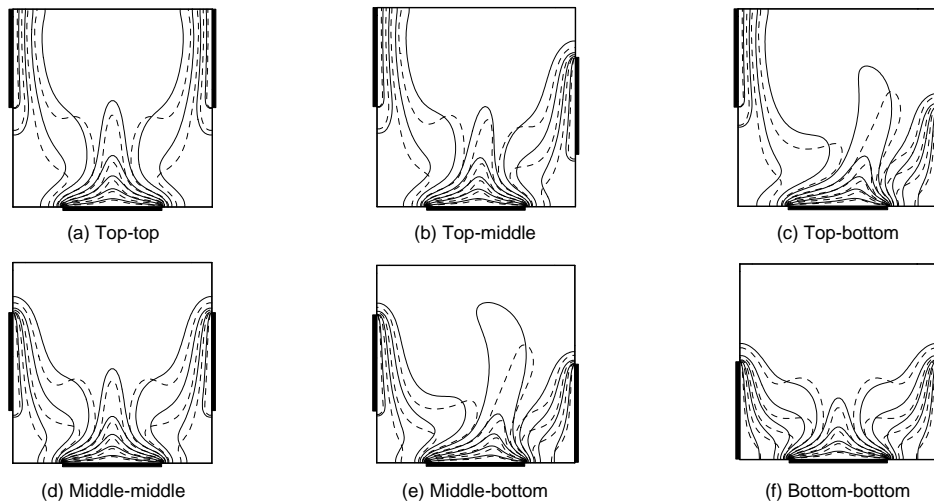 (a) Top-top
(b) Top-middle
(c) Top-bottom
(d) Middle-middle
(e) Middle-bottom
(f) Bottom-bottom